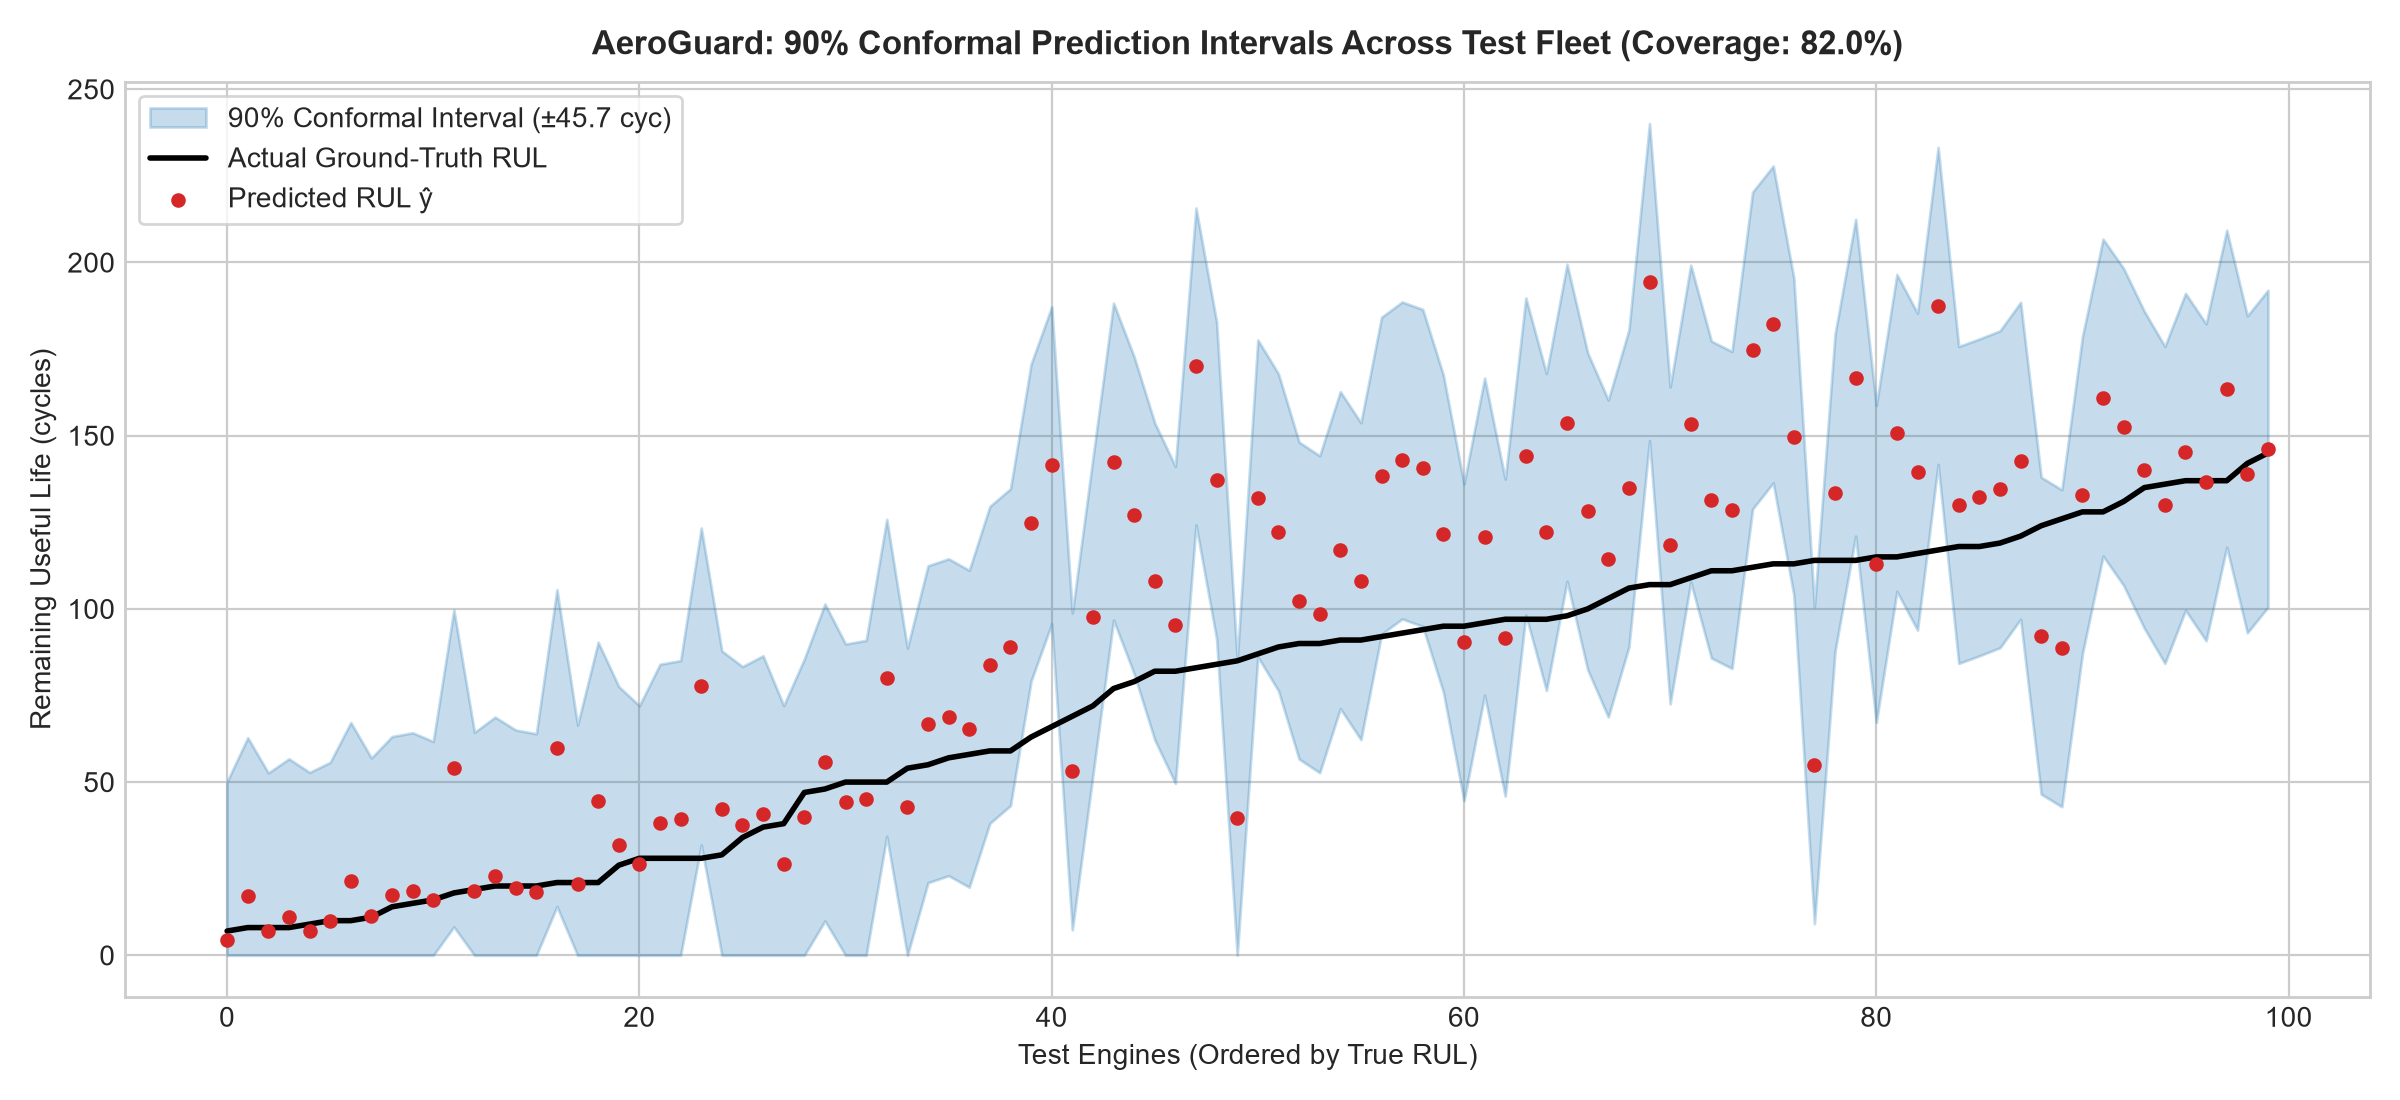 AeroGuard: 90% Conformal Prediction Intervals Across Test Fleet (Coverage: 82.0%)
250
200
150
100
50
0
Remaining Useful Life (cycles)
90% Conformal Interval (±45.7 cyc)
Actual Ground-Truth RUL
Predicted RUL ŷ
0 20 40 60 80 100
Test Engines (Ordered by True RUL)